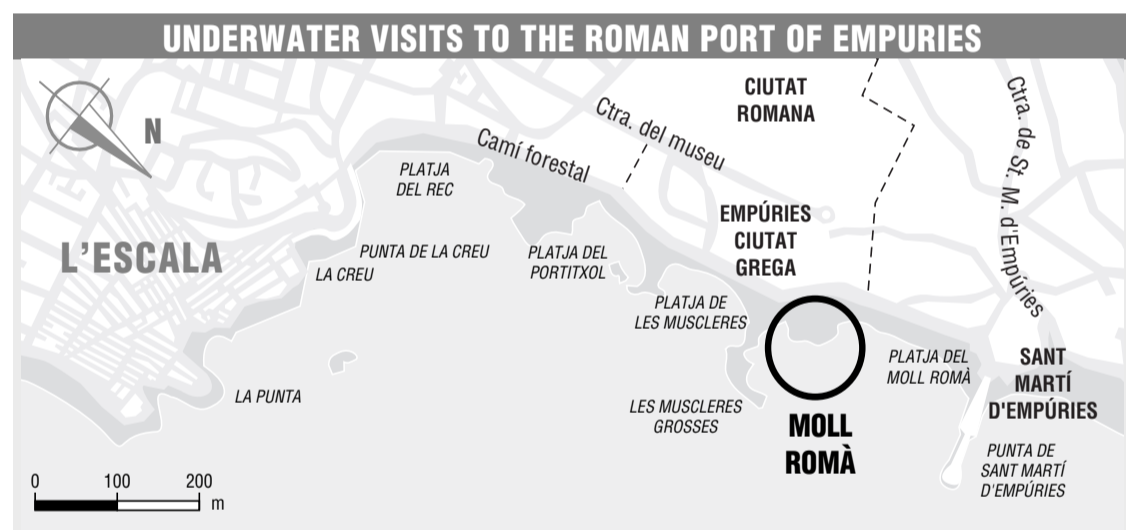 UNDERWATER VISITS TO THE ROMAN PORT OF EMPURIES
N
CIUTAT
ROMANA
Ctra. de St. M. d'Empúries
Ctra. del museu
Camí forestal
PLATJA
DEL REC
EMPÚRIES
CIUTAT
GREGA
L'ESCALA
PUNTA DE LA CREU
LA CREU
PLATJA DEL
PORTITXOL
PLATJA DE
LES MUSCLERES
PLATJA DEL
MOLL ROMÀ
SANT
MARTÍ
D'EMPÚRIES
LA PUNTA
LES MUSCLERES
GROSSES
MOLL
ROMÀ
PUNTA DE
SANT MARTÍ
D'EMPÚRIES
0 100 200
m